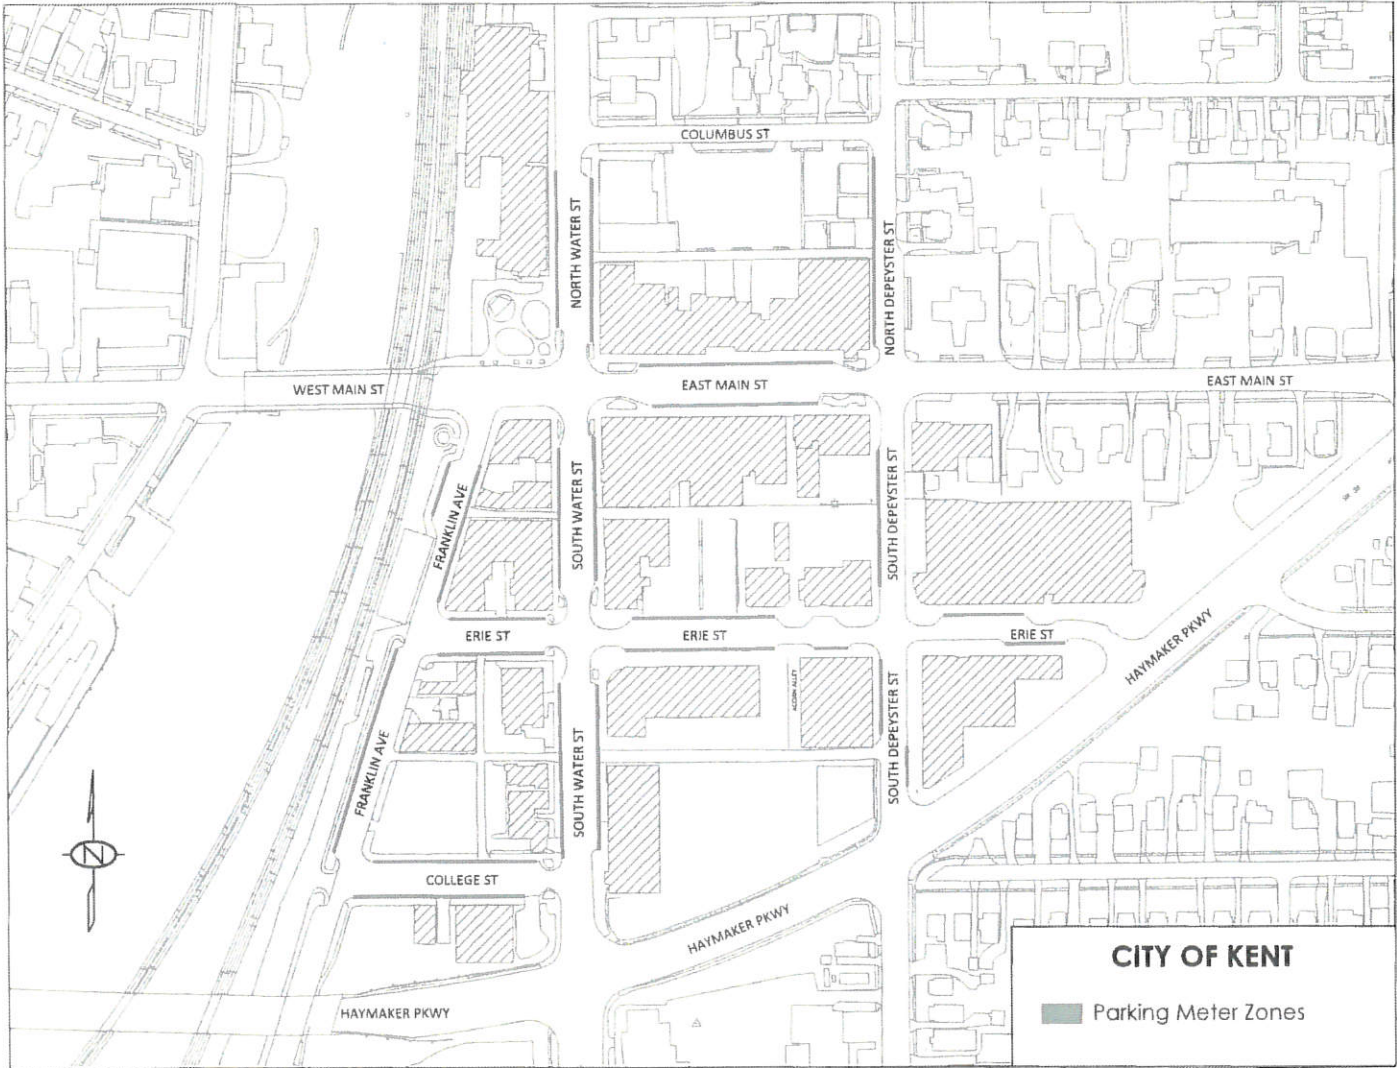 COLUMBUS ST
NORTH WATER ST
NORTH DEPEYSTER ST
WEST MAIN ST
EAST MAIN ST
EAST MAIN ST
FRANKLIN AVE
SOUTH WATER ST
SOUTH DEPEYSTER ST
ERIE ST
ERIE ST
ERIE ST
HAYMAKER PKWY
ACORN ALLEY
SOUTH DEPEYSTER ST
FRANKLIN AVE
SOUTH WATER ST
N
COLLEGE ST
HAYMAKER PKWY
HAYMAKER PKWY
CITY OF KENT
Parking Meter Zones